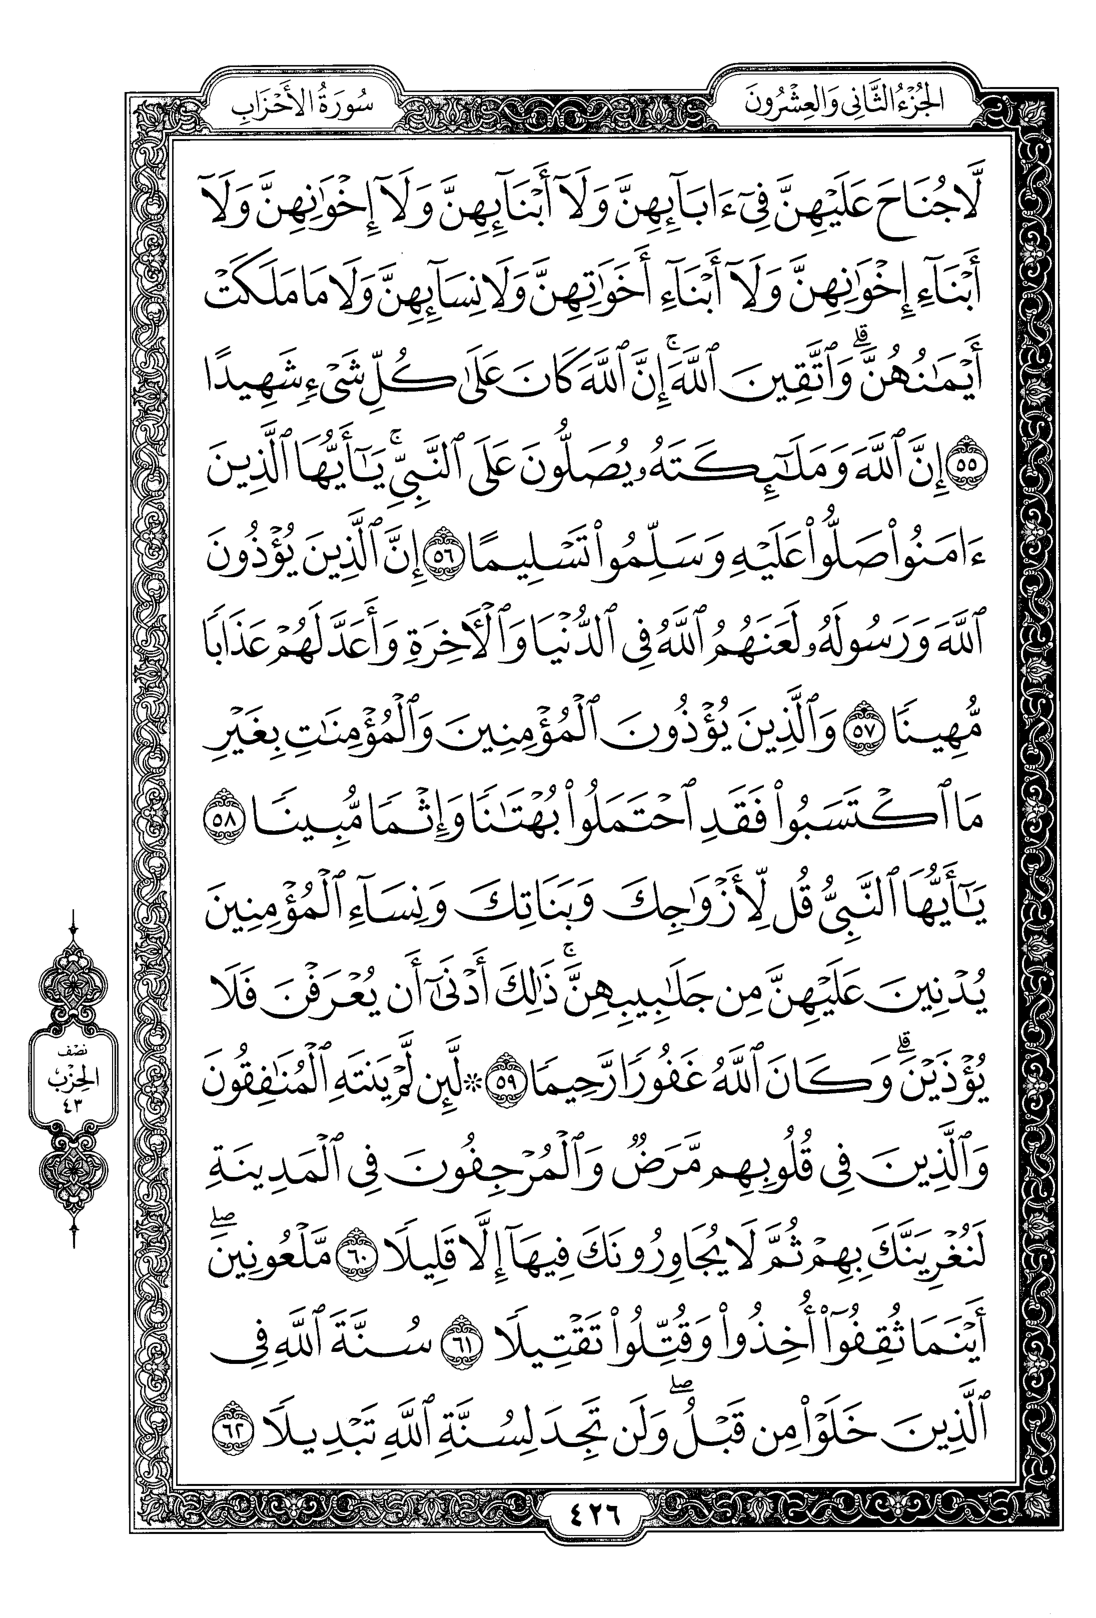 الجُزْءُ الثَّانِي وَالعِشْرُونَ
سُورَةُ الأَحْزَابِ
لَّا جُنَاحَ عَلَيْهِنَّ فِىٓ ءَابَآئِهِنَّ وَلَآ أَبْنَآئِهِنَّ وَلَآ إِخْوَٰنِهِنَّ وَلَآ
أَبْنَآءِ إِخْوَٰنِهِنَّ وَلَآ أَبْنَآءِ أَخَوَٰتِهِنَّ وَلَا نِسَآئِهِنَّ وَلَا مَا مَلَكَتْ
أَيْمَٰنُهُنَّۗ وَٱتَّقِينَ ٱللَّهَۚ إِنَّ ٱللَّهَ كَانَ عَلَىٰ كُلِّ شَىْءٍ شَهِيدًا
٥٥ إِنَّ ٱللَّهَ وَمَلَٰٓئِكَتَهُۥ يُصَلُّونَ عَلَى ٱلنَّبِىِّۚ يَٰٓأَيُّهَا ٱلَّذِينَ
ءَامَنُوا۟ صَلُّوا۟ عَلَيْهِ وَسَلِّمُوا۟ تَسْلِيمًا ٥٦ إِنَّ ٱلَّذِينَ يُؤْذُونَ
ٱللَّهَ وَرَسُولَهُۥ لَعَنَهُمُ ٱللَّهُ فِى ٱلدُّنْيَا وَٱلْـَٔاخِرَةِ وَأَعَدَّ لَهُمْ عَذَابًا
مُّهِينًا ٥٧ وَٱلَّذِينَ يُؤْذُونَ ٱلْمُؤْمِنِينَ وَٱلْمُؤْمِنَٰتِ بِغَيْرِ
مَا ٱكْتَسَبُوا۟ فَقَدِ ٱحْتَمَلُوا۟ بُهْتَٰنًا وَإِثْمًا مُّبِينًا ٥٨
يَٰٓأَيُّهَا ٱلنَّبِىُّ قُل لِّأَزْوَٰجِكَ وَبَنَاتِكَ وَنِسَآءِ ٱلْمُؤْمِنِينَ
يُدْنِينَ عَلَيْهِنَّ مِن جَلَٰبِيبِهِنَّۚ ذَٰلِكَ أَدْنَىٰٓ أَن يُعْرَفْنَ فَلَا
يُؤْذَيْنَۗ وَكَانَ ٱللَّهُ غَفُورًا رَّحِيمًا ٥٩ ۞ لَّئِن لَّمْ يَنتَهِ ٱلْمُنَٰفِقُونَ
وَٱلَّذِينَ فِى قُلُوبِهِم مَّرَضٌ وَٱلْمُرْجِفُونَ فِى ٱلْمَدِينَةِ
لَنُغْرِيَنَّكَ بِهِمْ ثُمَّ لَا يُجَاوِرُونَكَ فِيهَآ إِلَّا قَلِيلًا ٦٠ مَّلْعُونِينَۖ
أَيْنَمَا ثُقِفُوٓا۟ أُخِذُوا۟ وَقُتِّلُوا۟ تَقْتِيلًا ٦١ سُنَّةَ ٱللَّهِ فِى
ٱلَّذِينَ خَلَوْا۟ مِن قَبْلُۖ وَلَن تَجِدَ لِسُنَّةِ ٱللَّهِ تَبْدِيلًا ٦٢
نصْف
الحِزْب
٤٣
٤٢٦